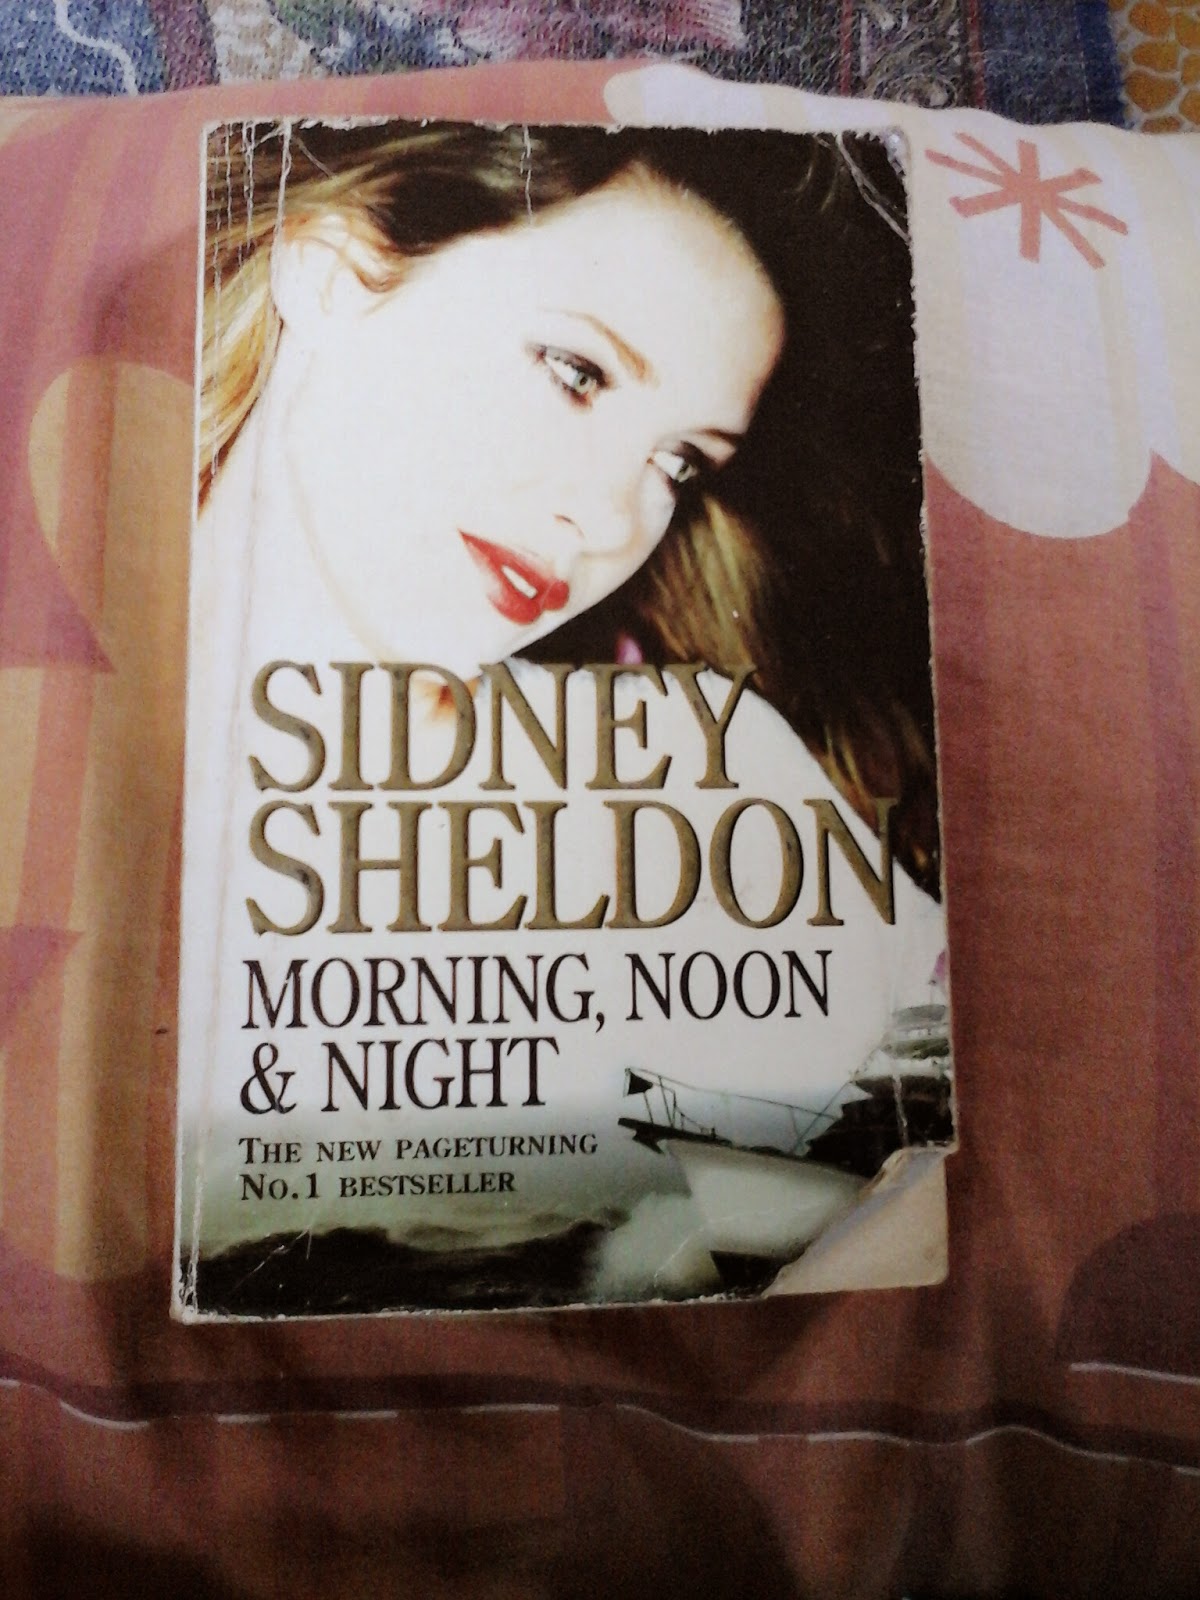 SIDNEY
SHELDON
MORNING, NOON
& NIGHT
THE NEW PAGETURNING
NO.1 BESTSELLER